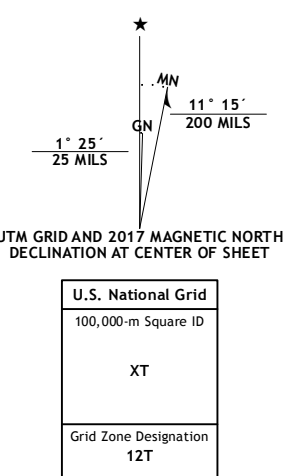 ★
MN
GN
11° 15´
200 MILS
1° 25´
25 MILS
UTM GRID AND 2017 MAGNETIC NORTH
DECLINATION AT CENTER OF SHEET
U.S. National Grid
100,000-m Square ID
XT
Grid Zone Designation
12T